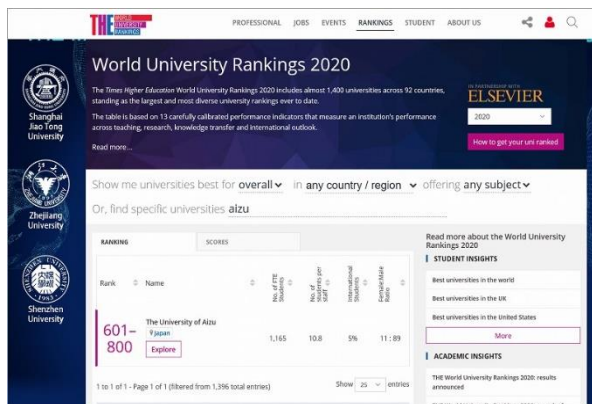 THE WORLD UNIVERSITY RANKINGS
PROFESSIONAL JOBS EVENTS RANKINGS STUDENT ABOUT US
World University Rankings 2020
The Times Higher Education World University Rankings 2020 includes almost 1,400 universities across 92 countries,
standing as the largest and most diverse university rankings ever to date.
The table is based on 13 carefully calibrated performance indicators that measure an institution's performance
across teaching, research, knowledge transfer and international outlook.
Read more...
IN PARTNERSHIP WITH
ELSEVIER
2020
How to get your uni ranked
Shanghai
Jiao Tong
University
Zhejiang
University
1983
Shenzhen
University
Show me universities best for overall in any country / region offering any subject
Or, find specific universities aizu
RANKING SCORES
Rank Name No. of FTE Students No. of students per staff International Students Female:Male Ratio
601–800
The University of Aizu
Japan
Explore
1,165 10.8 5% 11 : 89
1 to 1 of 1 - Page 1 of 1 (filtered from 1,396 total entries) Show 25 entries
Read more about the World University
Rankings 2020
STUDENT INSIGHTS
Best universities in the world
Best universities in the UK
Best universities in the United States
More
ACADEMIC INSIGHTS
THE World University Rankings 2020: results
announced